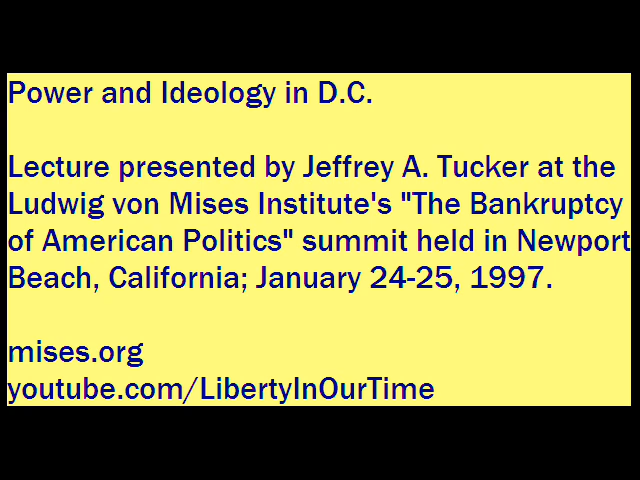 Power and Ideology in D.C.
Lecture presented by Jeffrey A. Tucker at the
Ludwig von Mises Institute's "The Bankruptcy
of American Politics" summit held in Newport
Beach, California; January 24-25, 1997.
mises.org
youtube.com/LibertyInOurTime